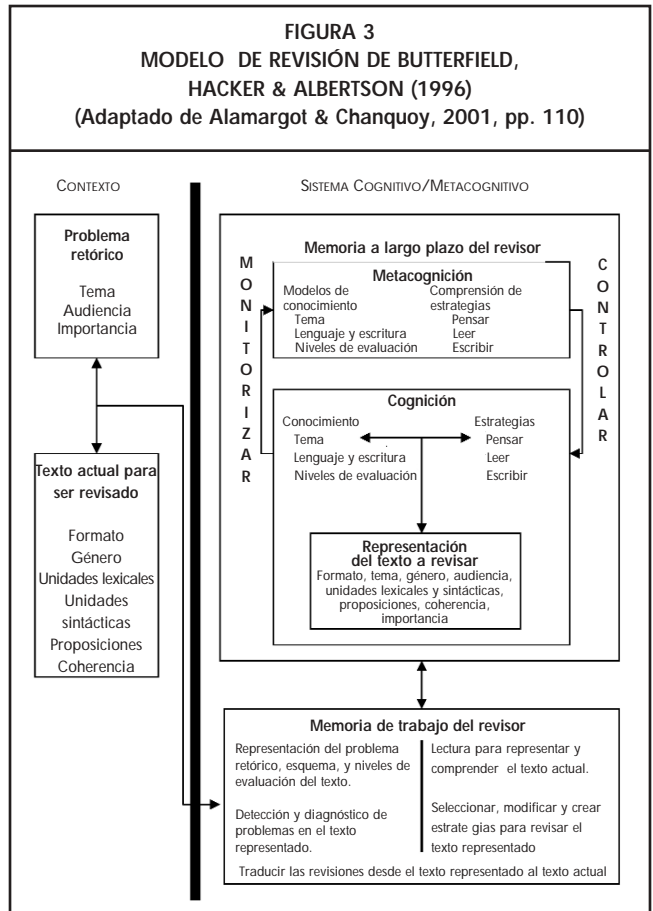 FIGURA 3
MODELO DE REVISIÓN DE BUTTERFIELD,
HACKER & ALBERTSON (1996)
(Adaptado de Alamargot & Chanquoy, 2001, pp. 110)
CONTEXTO
Problema
retórico
Tema
Audiencia
Importancia
Texto actual para
ser revisado
Formato
Género
Unidades lexicales
Unidades
sintácticas
Proposiciones
Coherencia
SISTEMA COGNITIVO/METACOGNITIVO
MONITORIZAR
Memoria a largo plazo del revisor
Metacognición
Modelos de
conocimiento
Tema
Lenguaje y escritura
Niveles de evaluación
Comprensión de
estrategias
Pensar
Leer
Escribir
CONTROLAR
Cognición
Conocimiento
Tema
Lenguaje y escritura
Niveles de evaluación
Estrategias
Pensar
Leer
Escribir
Representación
del texto a revisar
Formato, tema, género, audiencia,
unidades lexicales y sintácticas,
proposiciones, coherencia,
importancia
Memoria de trabajo del revisor
Representación del problema
retórico, esquema, y niveles de
evaluación del texto.
Detección y diagnóstico de
problemas en el texto
representado.
Lectura para representar y
comprender el texto actual.
Seleccionar, modificar y crear
estrate gias para revisar el
texto representado
Traducir las revisiones desde el texto representado al texto actual